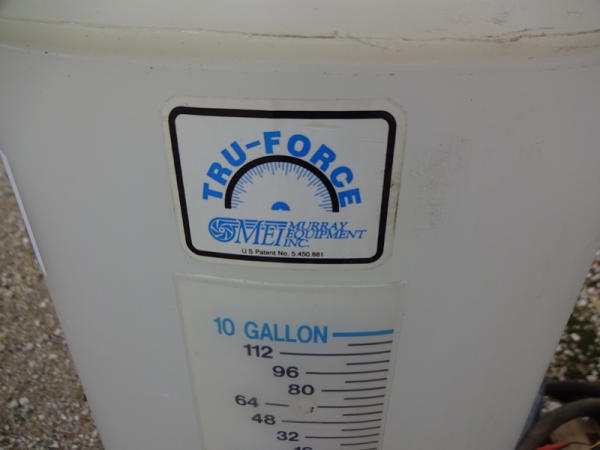 TRU-FORCE
MEI MURRAY
EQUIPMENT
INC.
U S Patent No. 5,450,881
10 GALLON
112
96
80
64
48
32
16